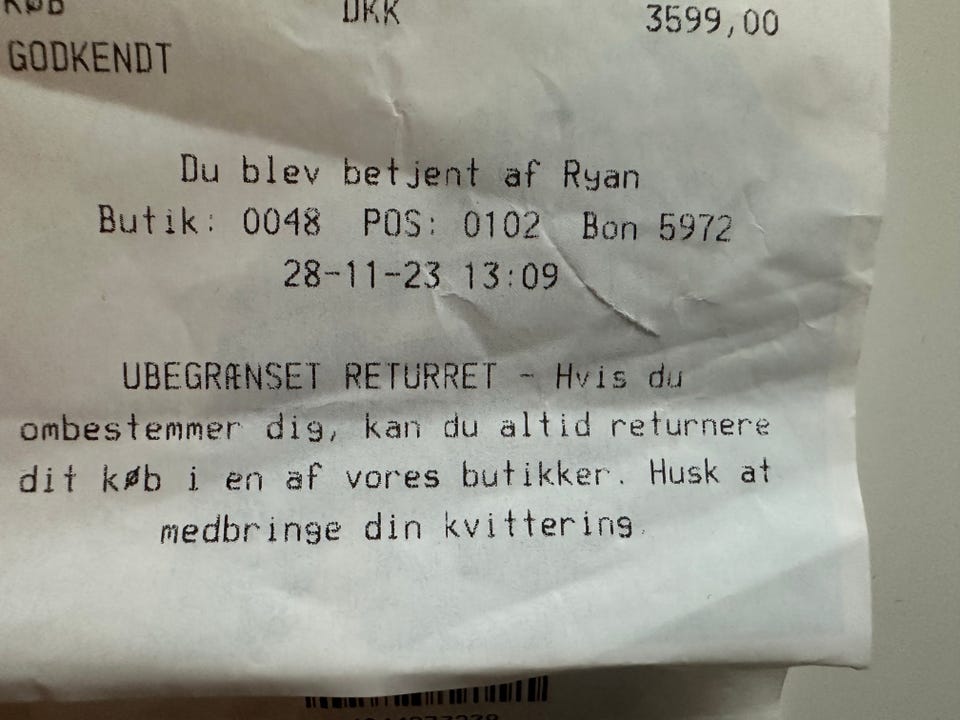 KØB DKK 3599,00
GODKENDT
Du blev betjent af Ryan
Butik: 0048 POS: 0102 Bon 5972
28-11-23 13:09
UBEGRÆNSET RETURRET - Hvis du
ombestemmer dig, kan du altid returnere
dit køb i en af vores butikker. Husk at
medbringe din kvittering.